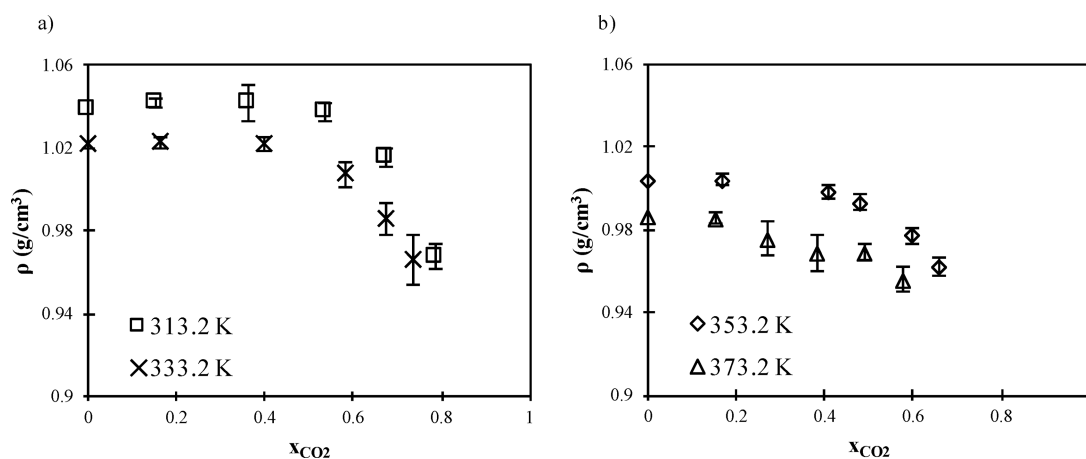 a)
1.06
1.02
0.98
0.94
0.9
ρ (g/cm³)
313.2 K
333.2 K
0 0.2 0.4 0.6 0.8 1
xCO2
b)
1.06
1.02
0.98
0.94
0.9
ρ (g/cm³)
353.2 K
373.2 K
0 0.2 0.4 0.6 0.8
xCO2